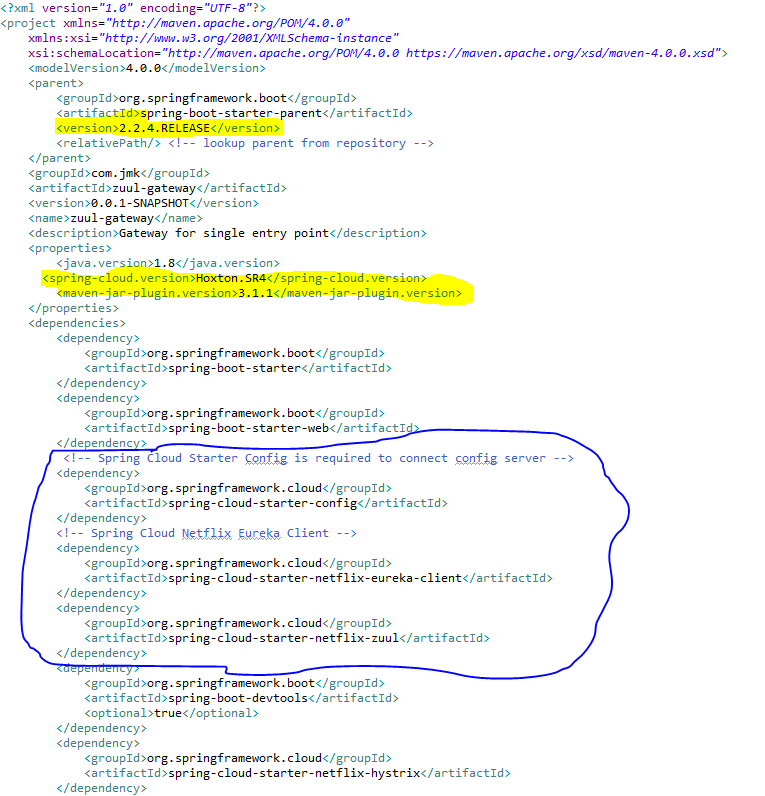 <?xml version="1.0" encoding="UTF-8"?>
<project xmlns="http://maven.apache.org/POM/4.0.0"
xmlns:xsi="http://www.w3.org/2001/XMLSchema-instance"
xsi:schemaLocation="http://maven.apache.org/POM/4.0.0 https://maven.apache.org/xsd/maven-4.0.0.xsd">
<modelVersion>4.0.0</modelVersion>
<parent>
<groupId>org.springframework.boot</groupId>
<artifactId>spring-boot-starter-parent</artifactId>
<version>2.2.4.RELEASE</version>
<relativePath/> <!-- lookup parent from repository -->
</parent>
<groupId>com.jmk</groupId>
<artifactId>zuul-gateway</artifactId>
<version>0.0.1-SNAPSHOT</version>
<name>zuul-gateway</name>
<description>Gateway for single entry point</description>
<properties>
<java.version>1.8</java.version>
<spring-cloud.version>Hoxton.SR4</spring-cloud.version>
<maven-jar-plugin.version>3.1.1</maven-jar-plugin.version>
</properties>
<dependencies>
<dependency>
<groupId>org.springframework.boot</groupId>
<artifactId>spring-boot-starter</artifactId>
</dependency>
<dependency>
<groupId>org.springframework.boot</groupId>
<artifactId>spring-boot-starter-web</artifactId>
</dependency>
<!-- Spring Cloud Starter Config is required to connect config server -->
<dependency>
<groupId>org.springframework.cloud</groupId>
<artifactId>spring-cloud-starter-config</artifactId>
</dependency>
<!-- Spring Cloud Netflix Eureka Client -->
<dependency>
<groupId>org.springframework.cloud</groupId>
<artifactId>spring-cloud-starter-netflix-eureka-client</artifactId>
</dependency>
<dependency>
<groupId>org.springframework.cloud</groupId>
<artifactId>spring-cloud-starter-netflix-zuul</artifactId>
</dependency>
<dependency>
<groupId>org.springframework.boot</groupId>
<artifactId>spring-boot-devtools</artifactId>
<optional>true</optional>
</dependency>
<dependency>
<groupId>org.springframework.cloud</groupId>
<artifactId>spring-cloud-starter-netflix-hystrix</artifactId>
</dependency>